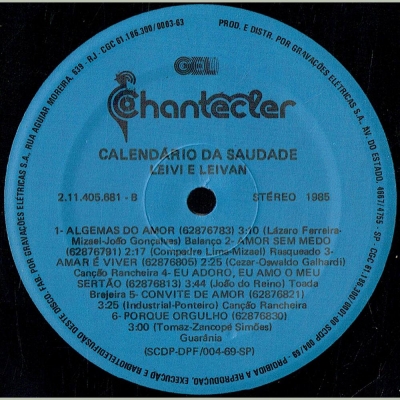 GEL
Chantecler
CALENDÁRIO DA SAUDADE
LEIVI E LEIVAN
2.11.405.681 - B
STÉREO 1985
1- ALGEMAS DO AMOR (62876783) 3:10 (Lázaro Ferreira-
Mizael-João Gonçalves) Balanço 2- AMOR SEM MEDO
(62876791) 2:17 (Compadre Lima-Mizael) Rasqueado 3-
AMAR É VIVER (62876805) 2:25 (Cezar-Oswaldo Galhardi)
Canção Rancheira 4- EU ADORO, EU AMO O MEU
SERTÃO (62876813) 3:44 (João do Reino) Toada
Brajeira 5- CONVITE DE AMOR (62876821)
3:25 (Industrial-Ponteiro) Canção Rancheira
6- PORQUE ORGULHO (62876830)
3:00 (Tomaz-Zancopé Simões)
Guarânia
(SCDP-DPF/004-69-SP)
PROD. E DISTR. POR GRAVAÇÕES ELÉTRICAS S.A. AV. DO ESTADO, 4667/4755 SP - CGC 61.186.300/0001-00 SCDP 004/69 - PROIBIDA A REPRODUÇÃO, EXECUÇÃO E RADIOTELEDIFUSÃO DESTE DISCO. FAB. POR GRAVAÇÕES ELÉTRICAS S.A. RUA AGUIAR MOREIRA, 639 - RJ - CGC 61.186.300/0003-63